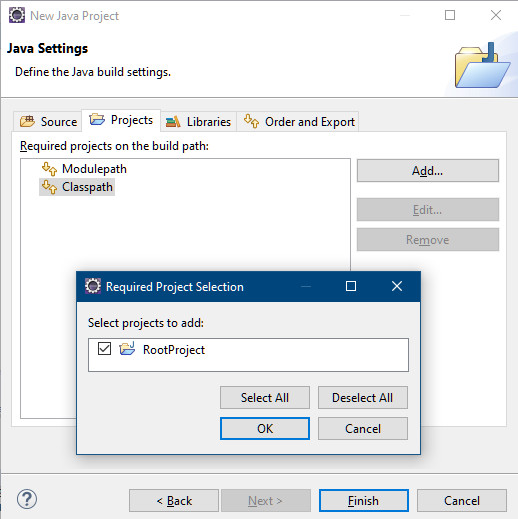 New Java Project
Java Settings
Define the Java build settings.
Source Projects Libraries Order and Export
Required projects on the build path:
Modulepath
Classpath
Add...
Edit...
Remove
Required Project Selection
Select projects to add:
RootProject
Select All Deselect All
OK Cancel
? < Back Next > Finish Cancel